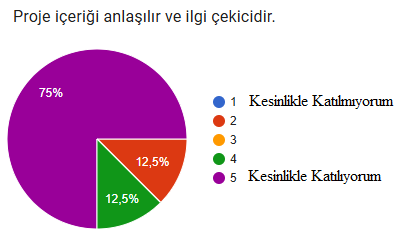 Proje içeriği anlaşılır ve ilgi çekicidir.
75%
12,5%
12,5%
1 Kesinlikle Katılmıyorum
2
3
4
5 Kesinlikle Katılıyorum